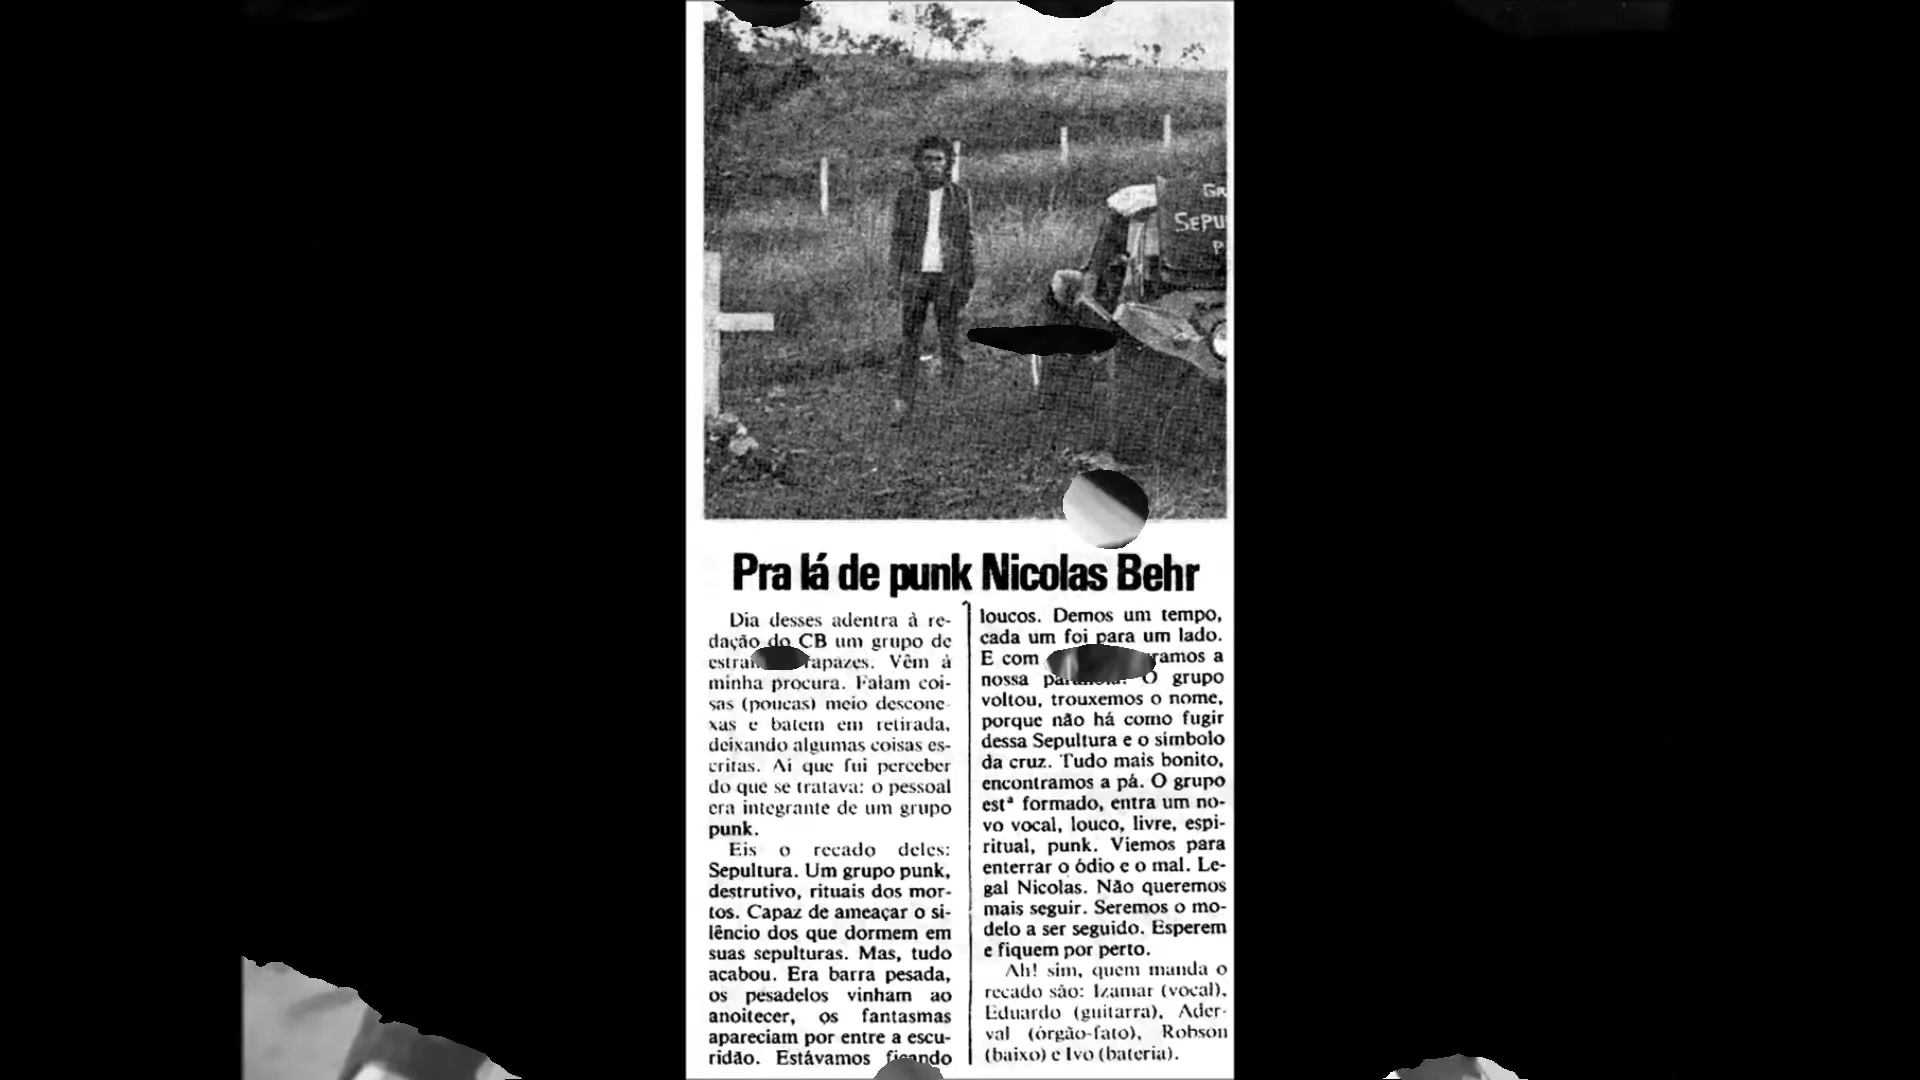 GR
SEPU
P
Pra lá de punk Nicolas Behr
Dia desses adentra à re-
dação do CB um grupo de
Vêm à
minha procura. Falam coi-
sas (poucas) meio descone-
xas e batem em retirada,
deixando algumas coisas es-
critas. Aí que fui perceber
do que se tratava: o pessoal
era integrante de um grupo
punk.
Eis o recado deles:
Sepultura. Um grupo punk,
destrutivo, rituais dos mor-
tos. Capaz de ameaçar o si-
lêncio dos que dormem em
suas sepulturas. Mas, tudo
acabou. Era barra pesada,
os pesadelos vinham ao
anoitecer, os fantasmas
apareciam por entre a escu-
ridão. Estávamos ficando
loucos. Demos um tempo,
cada um foi para um lado.
E com ramos a
nossa O grupo
voltou, trouxemos o nome,
porque não há como fugir
dessa Sepultura e o símbolo
da cruz. Tudo mais bonito,
encontramos a pá. O grupo
estª formado, entra um no-
vo vocal, louco, livre, espi-
ritual, punk. Viemos para
enterrar o ódio e o mal. Le-
gal Nicolas. Não queremos
mais seguir. Seremos o mo-
delo a ser seguido. Esperem
e fiquem por perto.
Ah! sim, quem manda o
recado são: Izamar (vocal),
Eduardo (guitarra), Ader-
val (órgão-fato), Robson
(baixo) e Ivo (bateria).